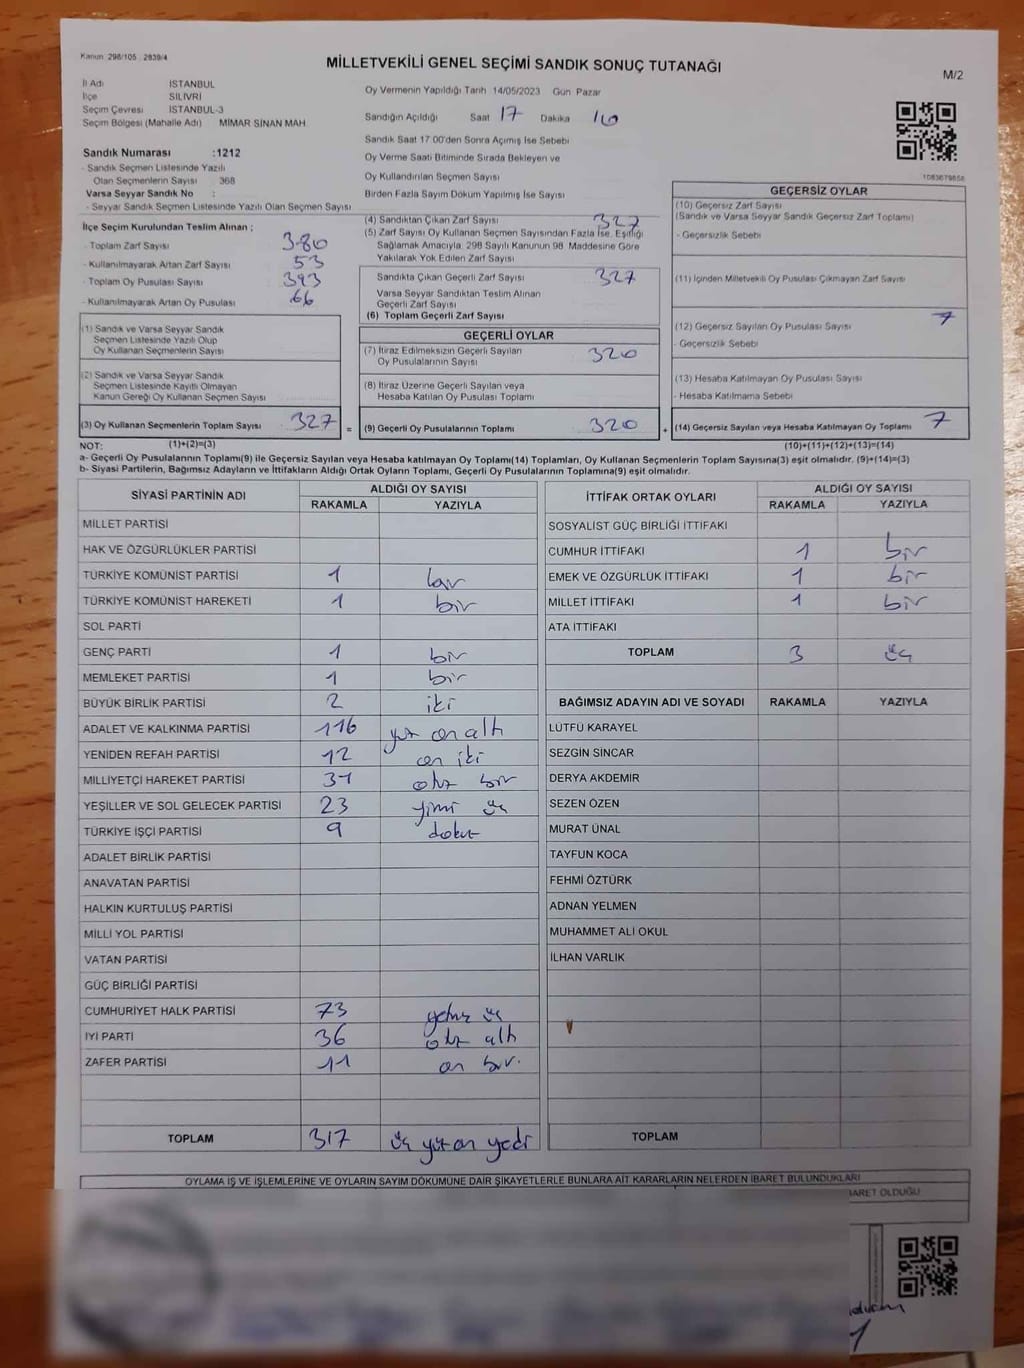 Kanun 298/105 2839/4
MİLLETVEKİLİ GENEL SEÇİMİ SANDIK SONUÇ TUTANAĞI
M/2
İl Adı İSTANBUL
İlçe SİLİVRİ
Seçim Çevresi İSTANBUL-3
Seçim Bölgesi (Mahalle Adı) MİMAR SİNAN MAH.
Oy Vermenin Yapıldığı Tarih 14/05/2023 Gün Pazar
Sandığın Açıldığı Saat 17 Dakika 10
Sandık Saat 17.00'den Sonra Açımış İse Sebebi
Oy Verme Saati Bitiminde Sırada Bekleyen ve
Oy Kullandırılan Seçmen Sayısı
Birden Fazla Sayım Döküm Yapılmış İse Sayısı
1083679858
Sandık Numarası :1212
- Sandık Seçmen Listesinde Yazılı
Olan Seçmenlerin Sayısı : 368
Varsa Seyyar Sandık No :
- Seyyar Sandık Seçmen Listesinde Yazılı Olan Seçmen Sayısı
İlçe Seçim Kurulundan Teslim Alınan ;
- Toplam Zarf Sayısı 380
- Kullanılmayarak Artan Zarf Sayısı 53
- Toplam Oy Pusulası Sayısı 393
- Kullanılmayarak Artan Oy Pusulası 66
(1) Sandık ve Varsa Seyyar Sandık
Seçmen Listesinde Yazılı Olup
Oy Kullanan Seçmenlerin Sayısı
(2) Sandık ve Varsa Seyyar Sandık
Seçmen Listesinde Kayıtlı Olmayan
Kanun Gereği Oy Kullanan Seçmen Sayısı
(3) Oy Kullanan Seçmenlerin Toplam Sayısı 327 =
(4) Sandıktan Çıkan Zarf Sayısı 327
(5) Zarf Sayısı Oy Kullanan Seçmen Sayısından Fazla İse, Eşitliği
Sağlamak Amacıyla, 298 Sayılı Kanunun 98. Maddesine Göre
Yakılarak Yok Edilen Zarf Sayısı
Sandıkta Çıkan Geçerli Zarf Sayısı 327
Varsa Seyyar Sandıktan Teslim Alınan
Geçerli Zarf Sayısı
(6) Toplam Geçerli Zarf Sayısı
GEÇERLİ OYLAR
(7) İtiraz Edilmeksizin Geçerli Sayılan
Oy Pusulalarının Sayısı 320
(8) İtiraz Üzerine Geçerli Sayılan veya
Hesaba Katılan Oy Pusulası Toplamı
(9) Geçerli Oy Pusulalarının Toplamı 320 +
GEÇERSİZ OYLAR
(10) Geçersiz Zarf Sayısı
(Sandık ve Varsa Seyyar Sandık Geçersiz Zarf Toplamı)
- Geçersizlik Sebebi
(11) İçinden Milletvekili Oy Pusulası Çıkmayan Zarf Sayısı
(12) Geçersiz Sayılan Oy Pusulası Sayısı 7
- Geçersizlik Sebebi
(13) Hesaba Katılmayan Oy Pusulası Sayısı
- Hesaba Katılmama Sebebi
(14) Geçersiz Sayılan veya Hesaba Katılmayan Oy Toplamı 7
NOT: (1)+(2)=(3) (10)+(11)+(12)+(13)=(14)
a- Geçerli Oy Pusulasının Toplamı(9) ile Geçersiz Sayılan veya Hesaba katılmayan Oy Toplamı(14) Toplamları, Oy Kullanan Seçmenlerin Toplam Sayısına(3) eşit olmalıdır. (9)+(14)=(3)
b- Siyasi Partilerin, Bağımsız Adayların ve İttifakların Aldığı Ortak Oyların Toplamı, Geçerli Oy Pusulalarının Toplamına(9) eşit olmalıdır.
SİYASİ PARTİNİN ADI ALDIĞI OY SAYISI
RAKAMLA YAZIYLA
MİLLET PARTİSİ
HAK VE ÖZGÜRLÜKLER PARTİSİ
TÜRKİYE KOMÜNİST PARTİSİ 1 bir
TÜRKİYE KOMÜNİST HAREKETİ 1 bir
SOL PARTİ
GENÇ PARTİ 1 bir
MEMLEKET PARTİSİ 1 bir
BÜYÜK BİRLİK PARTİSİ 2 iki
ADALET VE KALKINMA PARTİSİ 116 yüz on altı
YENİDEN REFAH PARTİSİ 12 on iki
MİLLİYETÇİ HAREKET PARTİSİ 31 otuz bir
YEŞİLLER VE SOL GELECEK PARTİSİ 23 yirmi üç
TÜRKİYE İŞÇİ PARTİSİ 9 dokuz
ADALET BİRLİK PARTİSİ
ANAVATAN PARTİSİ
HALKIN KURTULUŞ PARTİSİ
MİLLİ YOL PARTİSİ
VATAN PARTİSİ
GÜÇ BİRLİĞİ PARTİSİ
CUMHURİYET HALK PARTİSİ 73 yetmiş üç
İYİ PARTİ 36 otuz altı
ZAFER PARTİSİ 11 on bir.
TOPLAM 317 üç yüz on yedi
İTTİFAK ORTAK OYLARI ALDIĞI OY SAYISI
RAKAMLA YAZIYLA
SOSYALİST GÜÇ BİRLİĞİ İTTİFAKI
CUMHUR İTTİFAKI 1 bir
EMEK VE ÖZGÜRLÜK İTTİFAKI 1 bir
MİLLET İTTİFAKI 1 bir
ATA İTTİFAKI
TOPLAM 3 üç
BAĞIMSIZ ADAYIN ADI VE SOYADI RAKAMLA YAZIYLA
LÜTFÜ KARAYEL
SEZGİN SİNCAR
DERYA AKDEMİR
SEZEN ÖZEN
MURAT ÜNAL
TAYFUN KOCA
FEHMİ ÖZTÜRK
ADNAN YELMEN
MUHAMMET ALİ OKUL
İLHAN VARLIK
TOPLAM
OYLAMA İŞ VE İŞLEMLERİNE VE OYLARIN SAYIM DÖKÜMÜNE DAİR ŞİKAYETLERLE BUNLARA AİT KARARLARIN NELERDEN İBARET BULUNDUKLARI
BARET OLDUĞU